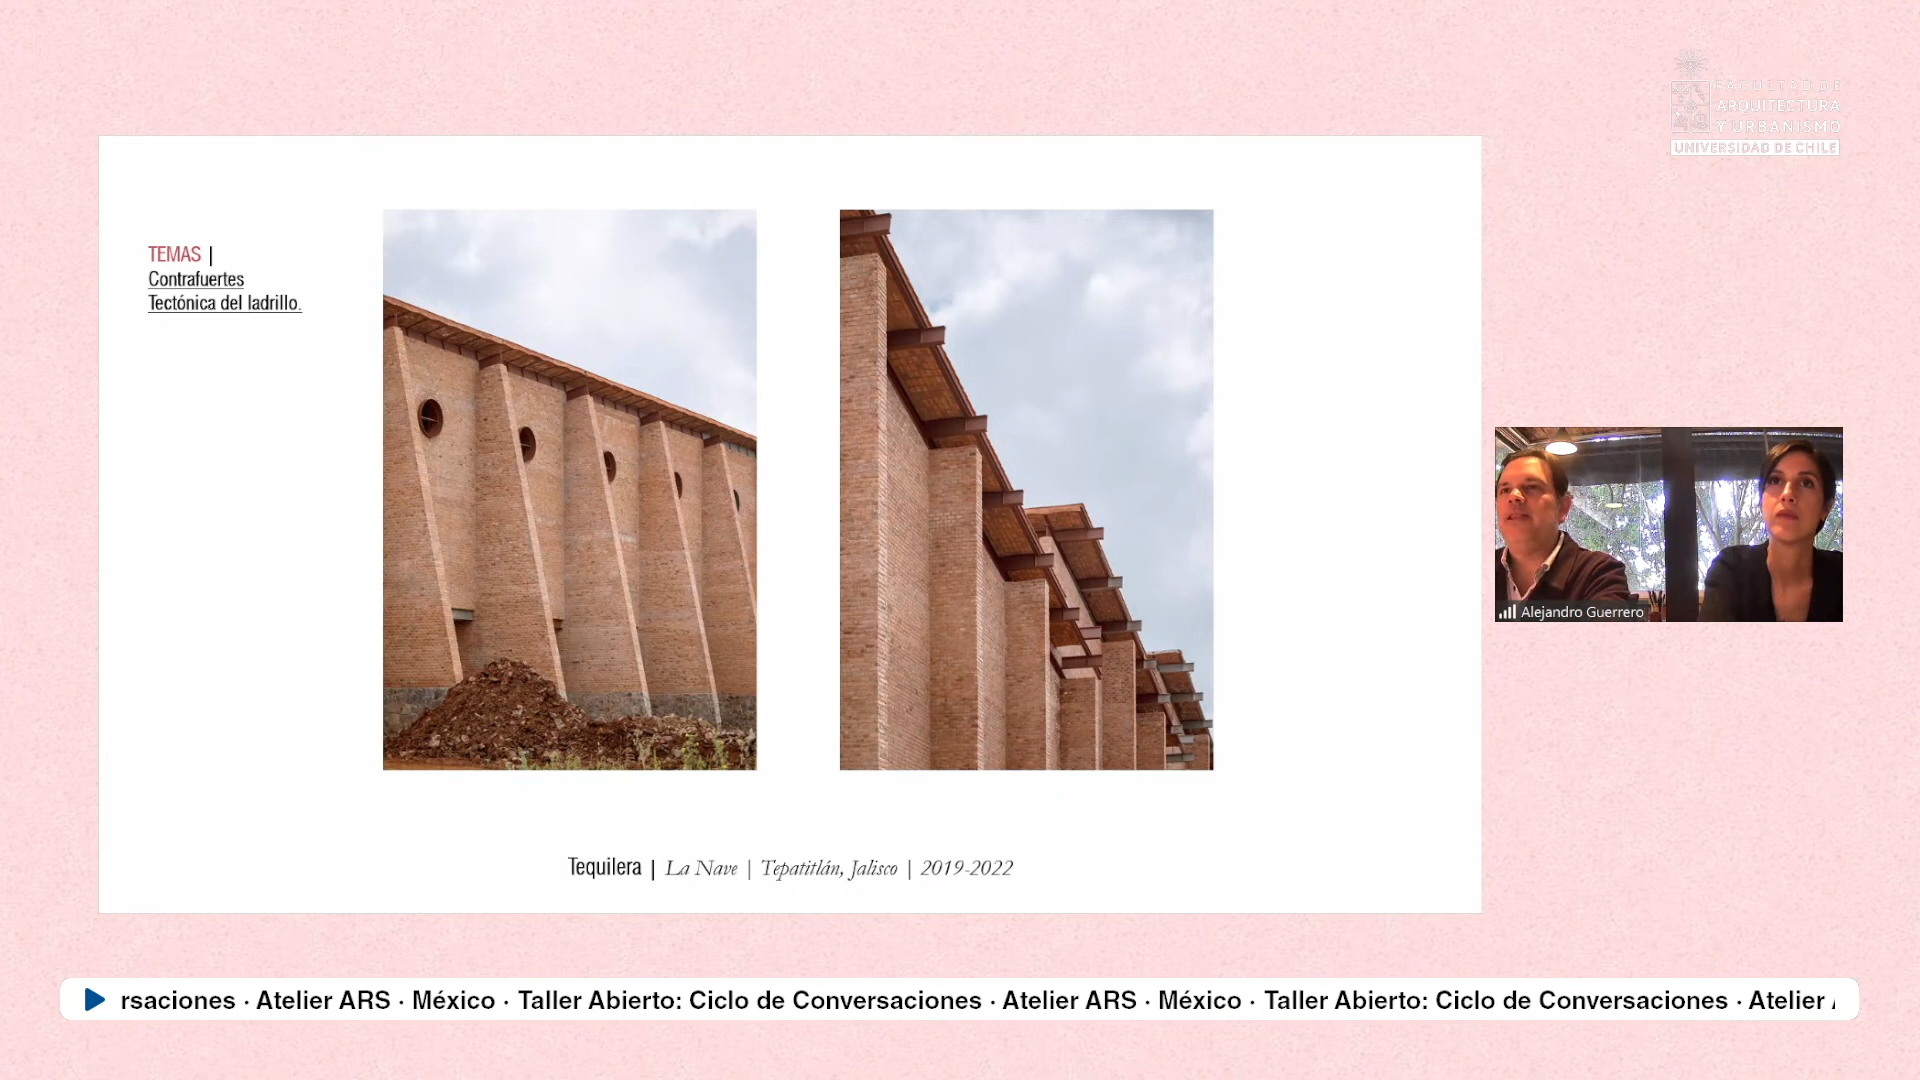 FACULTAD DE
ARQUITECTURA
Y URBANISMO
UNIVERSIDAD DE CHILE
TEMAS |
Contrafuertes
Tectónica del ladrillo.
Alejandro Guerrero
Tequilera | La Nave | Tepatitlán, Jalisco | 2019-2022
rsaciones · Atelier ARS · México · Taller Abierto: Ciclo de Conversaciones · Atelier ARS · México · Taller Abierto: Ciclo de Conversaciones · Atelier